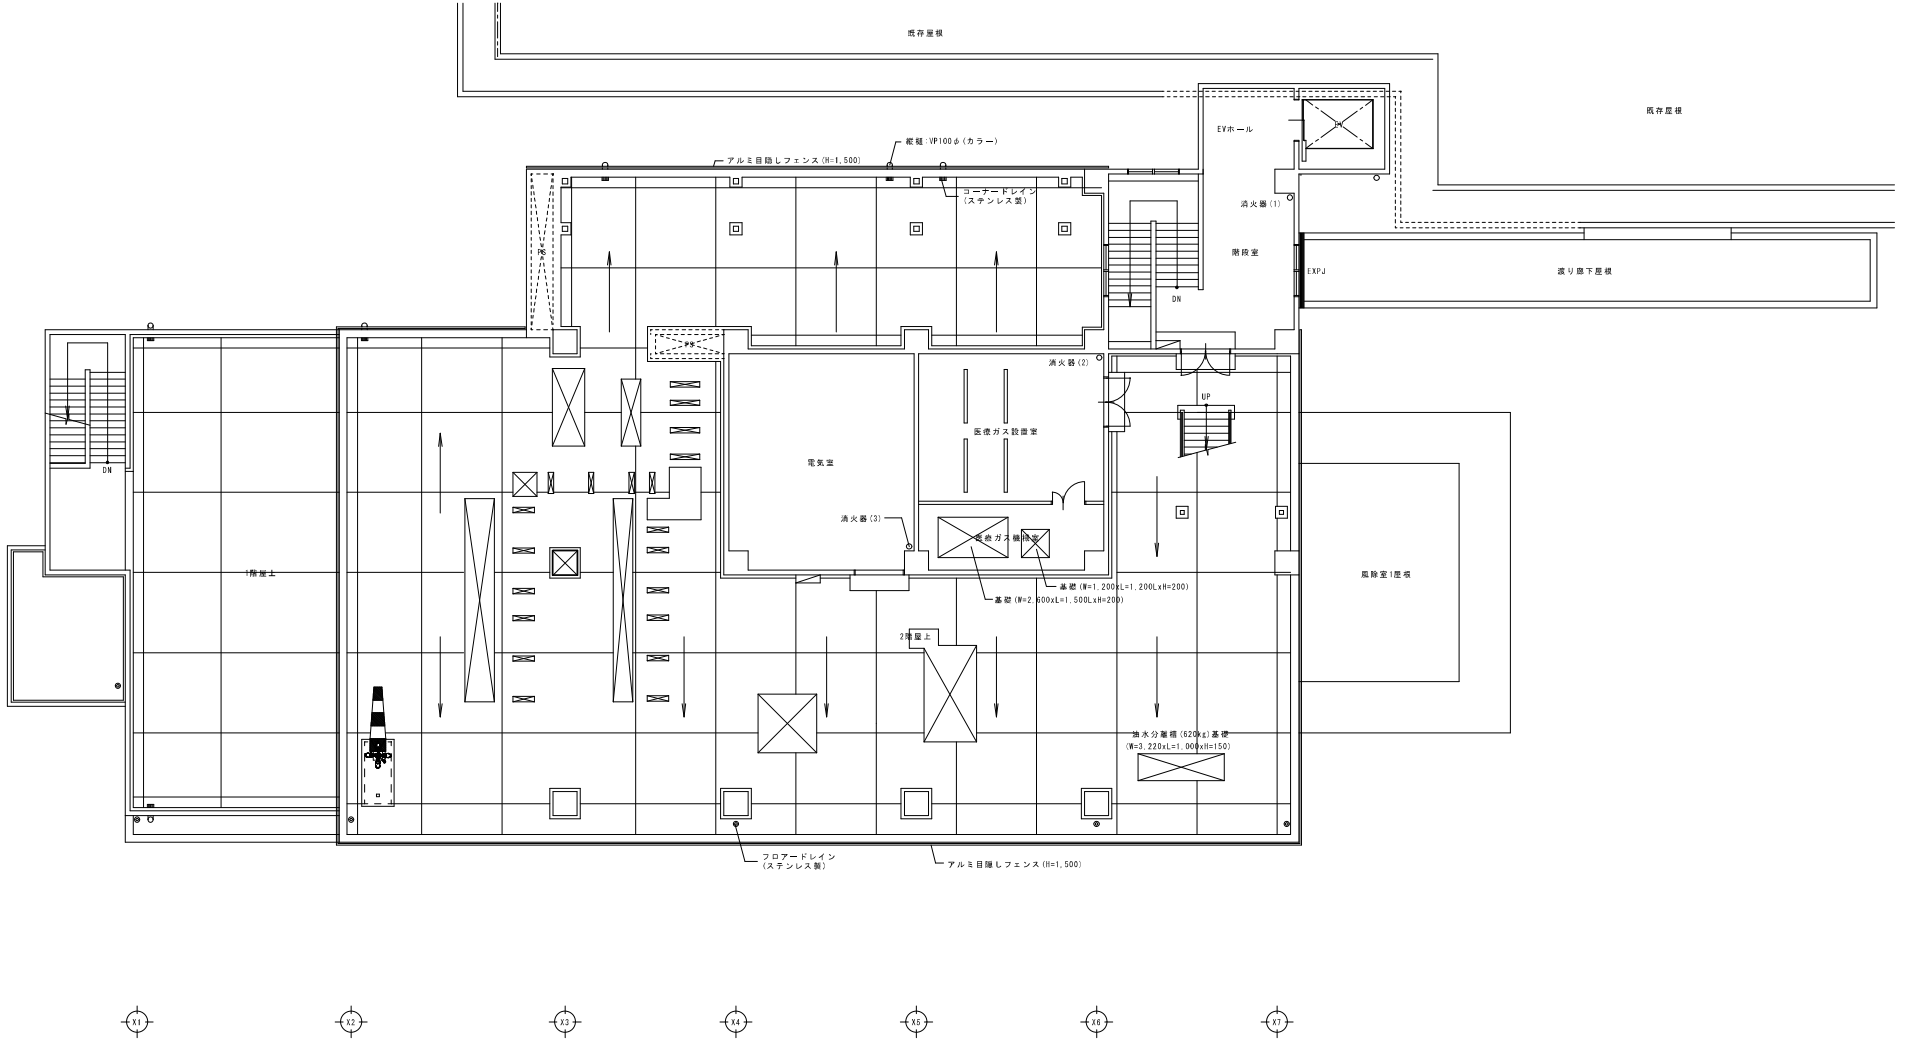 既存屋根
既存屋根
EVホール
EV
縦樋:VP100φ(カラー)
アルミ目隠しフェンス(H=1,500)
コーナードレイン
(ステンレス製)
消火器(1)
PS
階段室
EXPJ
渡り廊下屋根
DN
PS
消火器(2)
UP
医療ガス設置室
電気室
DN
消火器(3)
医療ガス機械室
1階屋上
風除室1屋根
基礎(W=1,200xL=1,200LxH=200)
基礎(W=2,600xL=1,500LxH=200)
2階屋上
油水分離槽(620kg)基礎
(W=3,220xL=1,000xH=150)
フロアードレイン
(ステンレス製)
アルミ目隠しフェンス(H=1,500)
X1 X2 X3 X4 X5 X6 X7